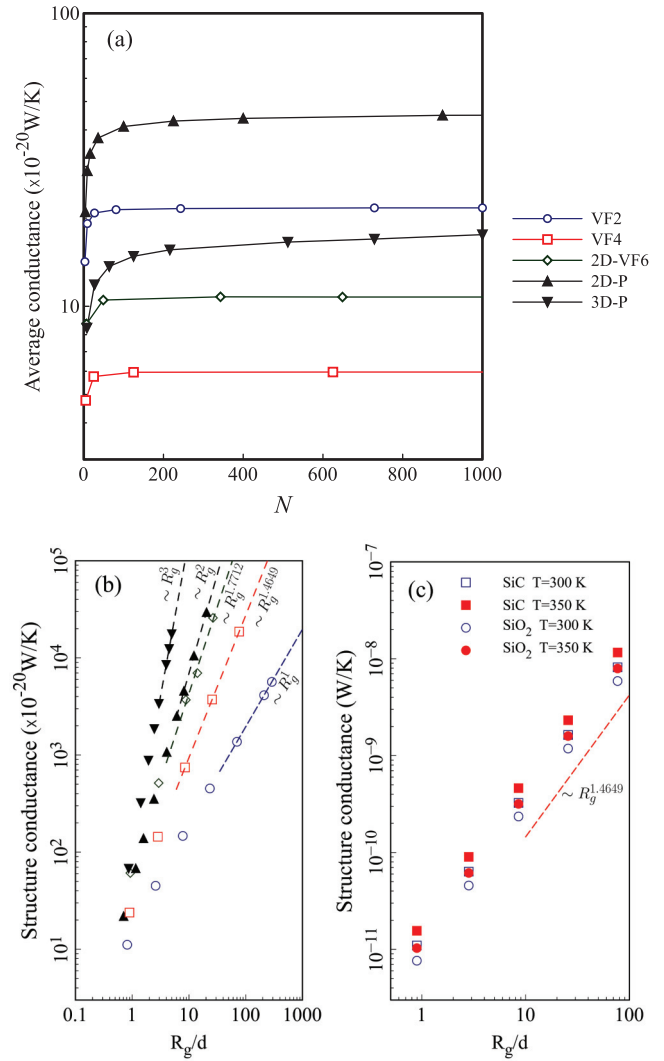 (a)
100
10
Average conductance (x10⁻²⁰W/K)
0 200 400 600 800 1000
N
VF2
VF4
2D-VF6
2D-P
3D-P
(b)
10⁵
10⁴
10³
10²
10¹
Structure conductance (×10⁻²⁰W/K)
~ R_g^3
~ R_g^2
~ R_g^1.7712
~ R_g^1.4649
~ R_g^1
0.1 1 10 100 1000
R_g/d
(c)
10⁻⁷
10⁻⁸
10⁻⁹
10⁻¹⁰
10⁻¹¹
Structure conductance (W/K)
SiC T=300 K
SiC T=350 K
SiO₂ T=300 K
SiO₂ T=350 K
~ R_g^1.4649
1 10 100
R_g/d